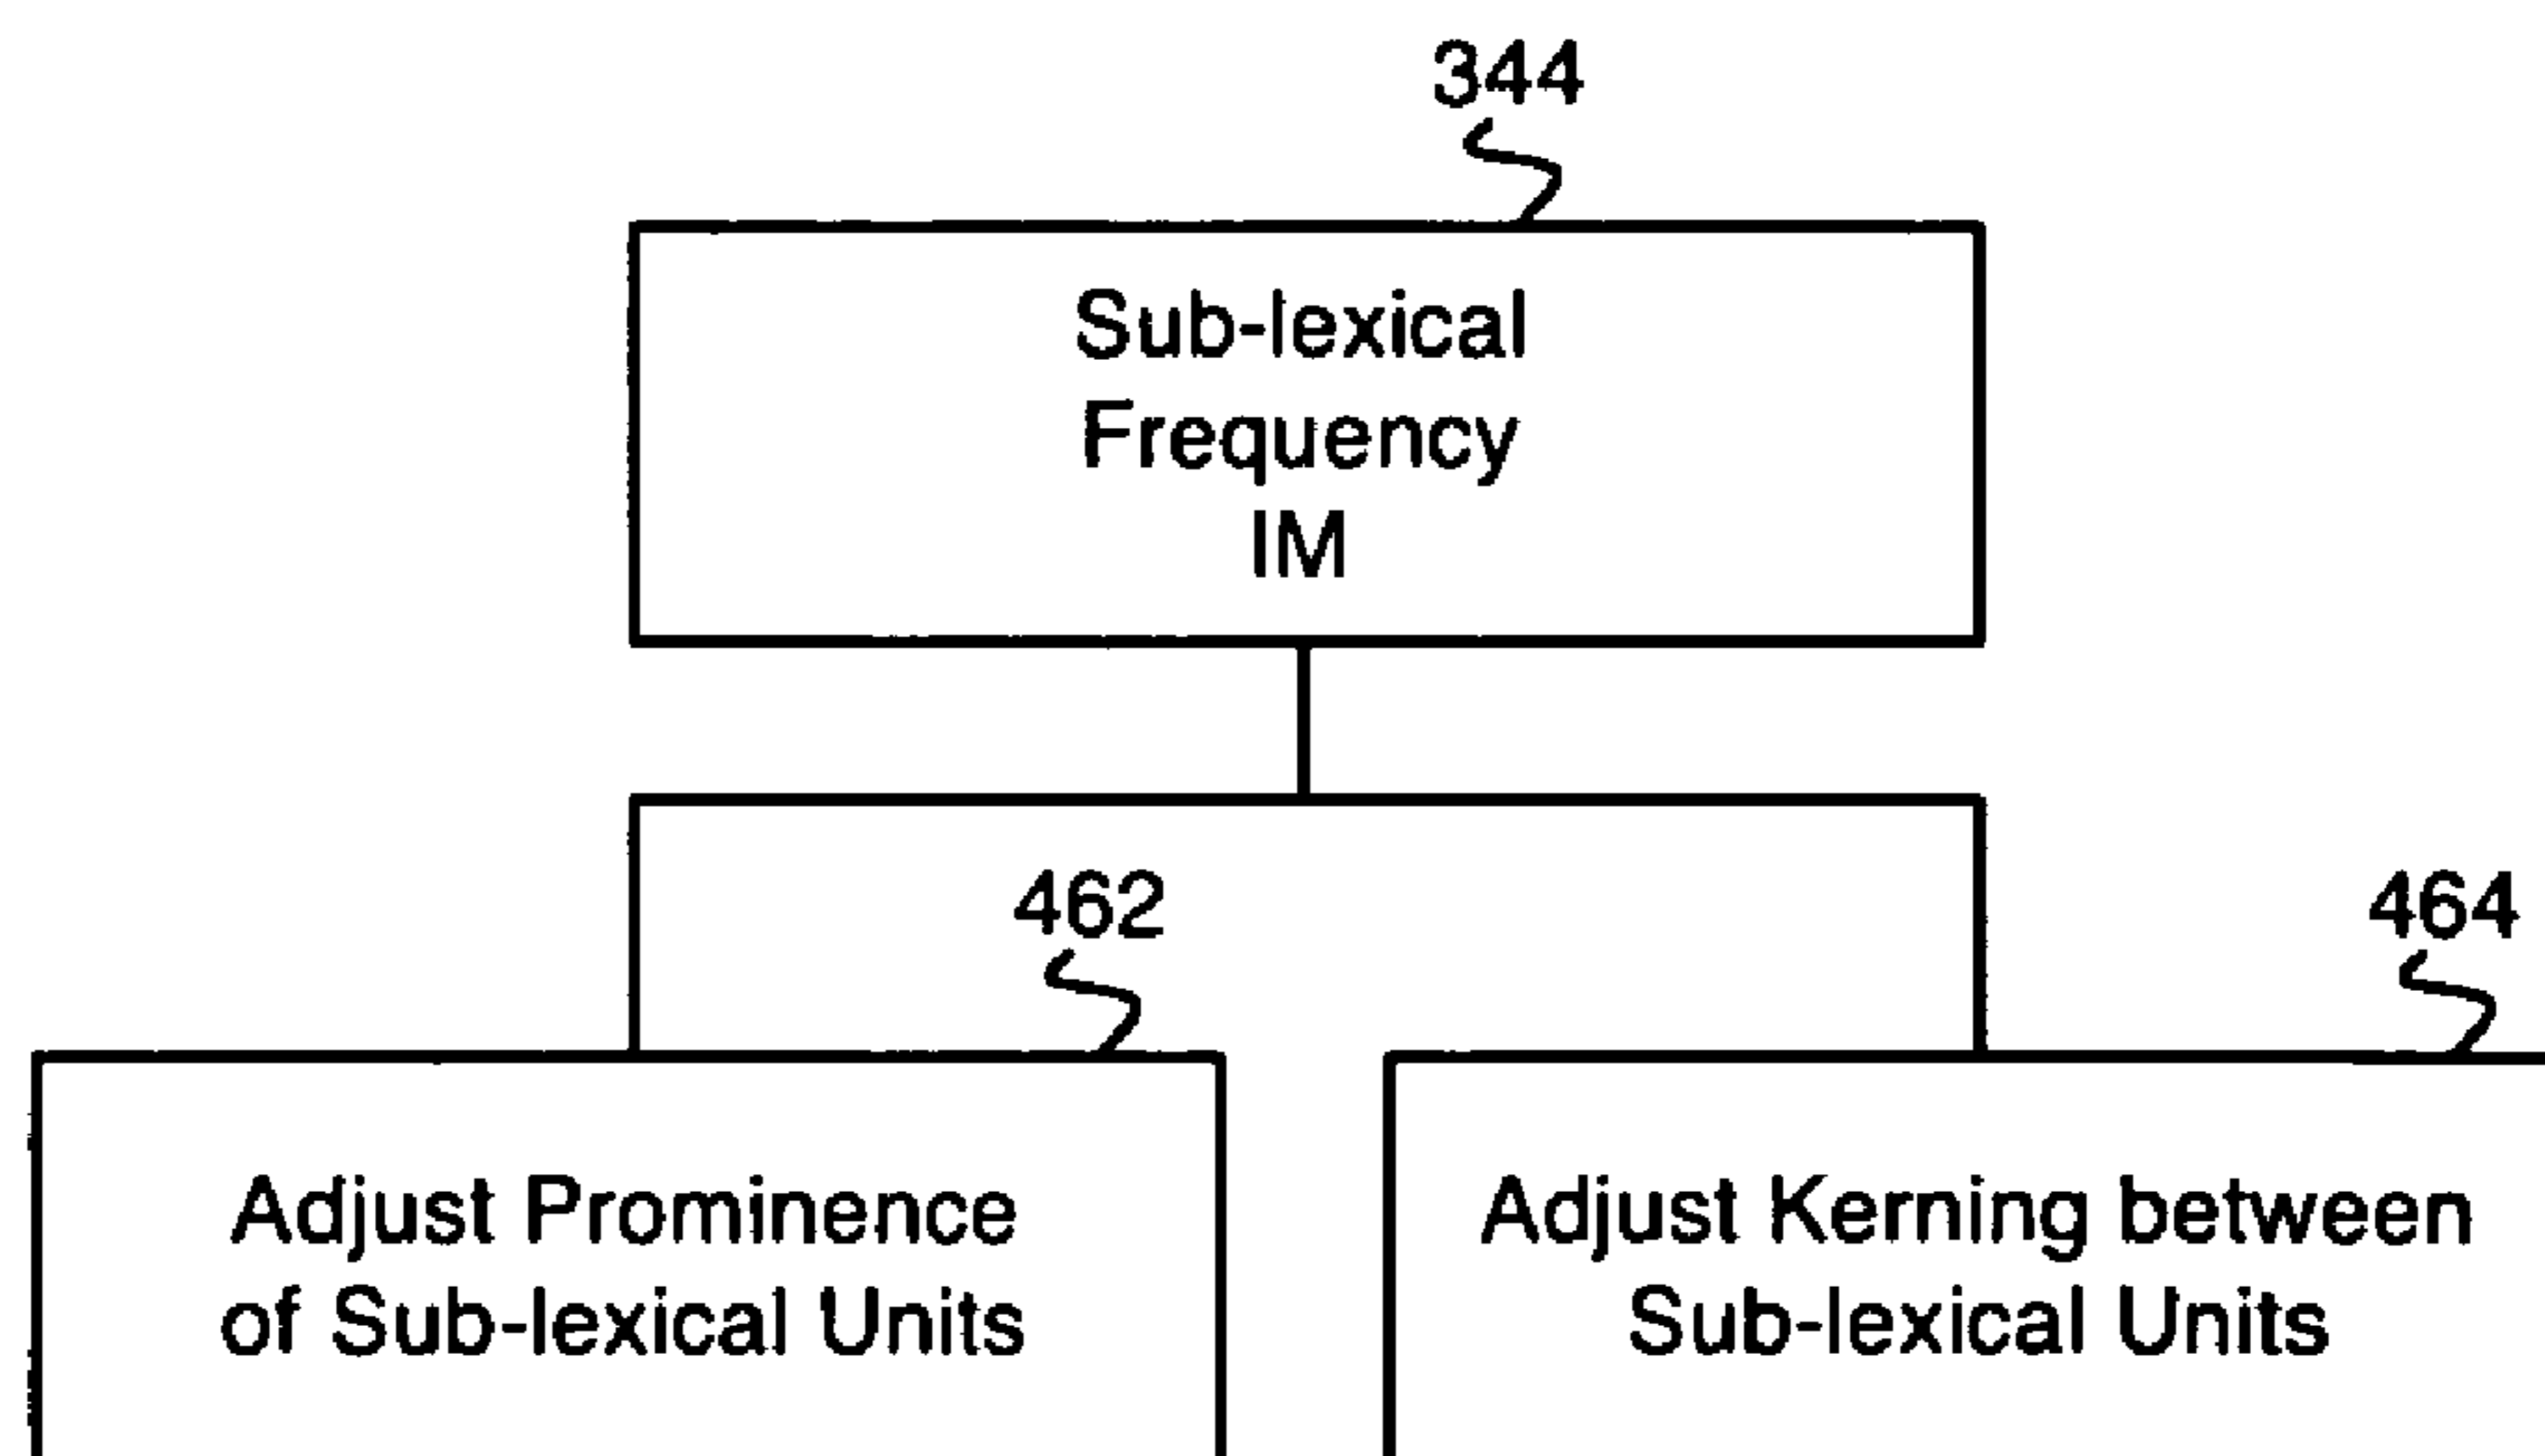 344
Sub-lexical
Frequency
IM
462
464
Adjust Prominence
of Sub-lexical Units
Adjust Kerning between
Sub-lexical Units